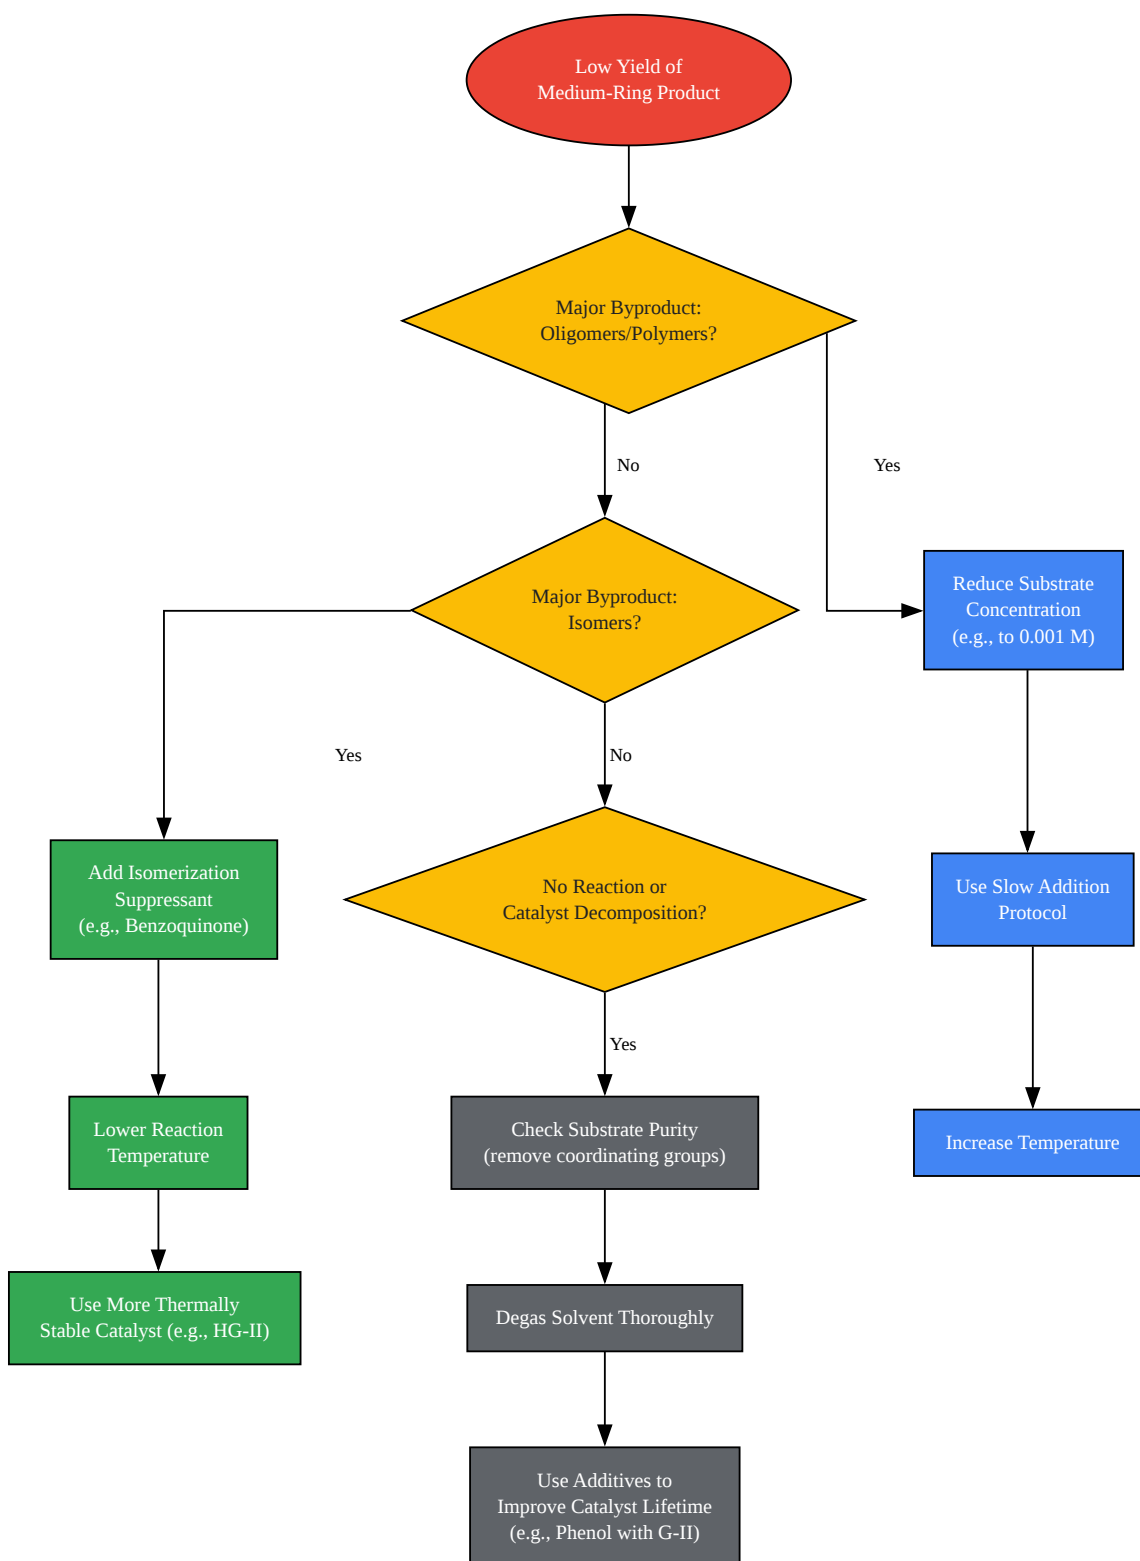 Low Yield of
Medium-Ring Product
Major Byproduct:
Oligomers/Polymers?
No
Yes
Major Byproduct:
Isomers?
Reduce Substrate
Concentration
(e.g., to 0.001 M)
Yes
No
Add Isomerization
Suppressant
(e.g., Benzoquinone)
No Reaction or
Catalyst Decomposition?
Use Slow Addition
Protocol
Yes
Lower Reaction
Temperature
Check Substrate Purity
(remove coordinating groups)
Increase Temperature
Use More Thermally
Stable Catalyst (e.g., HG-II)
Degas Solvent Thoroughly
Use Additives to
Improve Catalyst Lifetime
(e.g., Phenol with G-II)